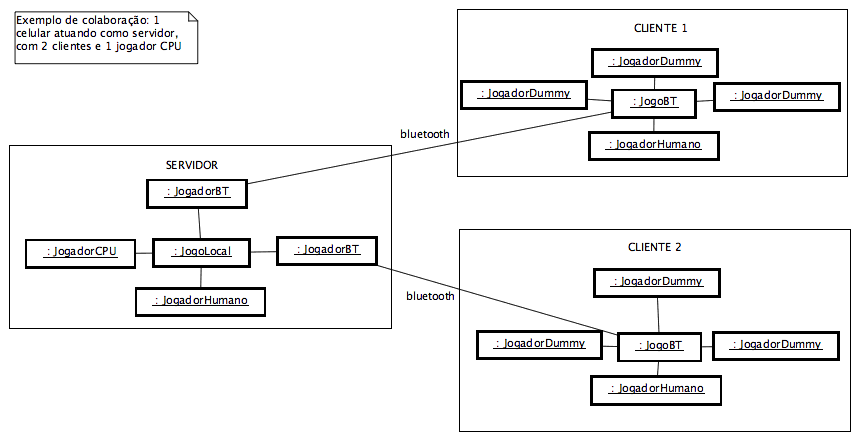 Exemplo de colaboração: 1
celular atuando como servidor,
com 2 clientes e 1 jogador CPU
CLIENTE 1
: JogadorDummy
: JogadorDummy
: JogoBT
: JogadorDummy
: JogadorHumano
bluetooth
SERVIDOR
: JogadorBT
: JogadorCPU
: JogoLocal
: JogadorBT
: JogadorHumano
bluetooth
CLIENTE 2
: JogadorDummy
: JogadorDummy
: JogoBT
: JogadorDummy
: JogadorHumano